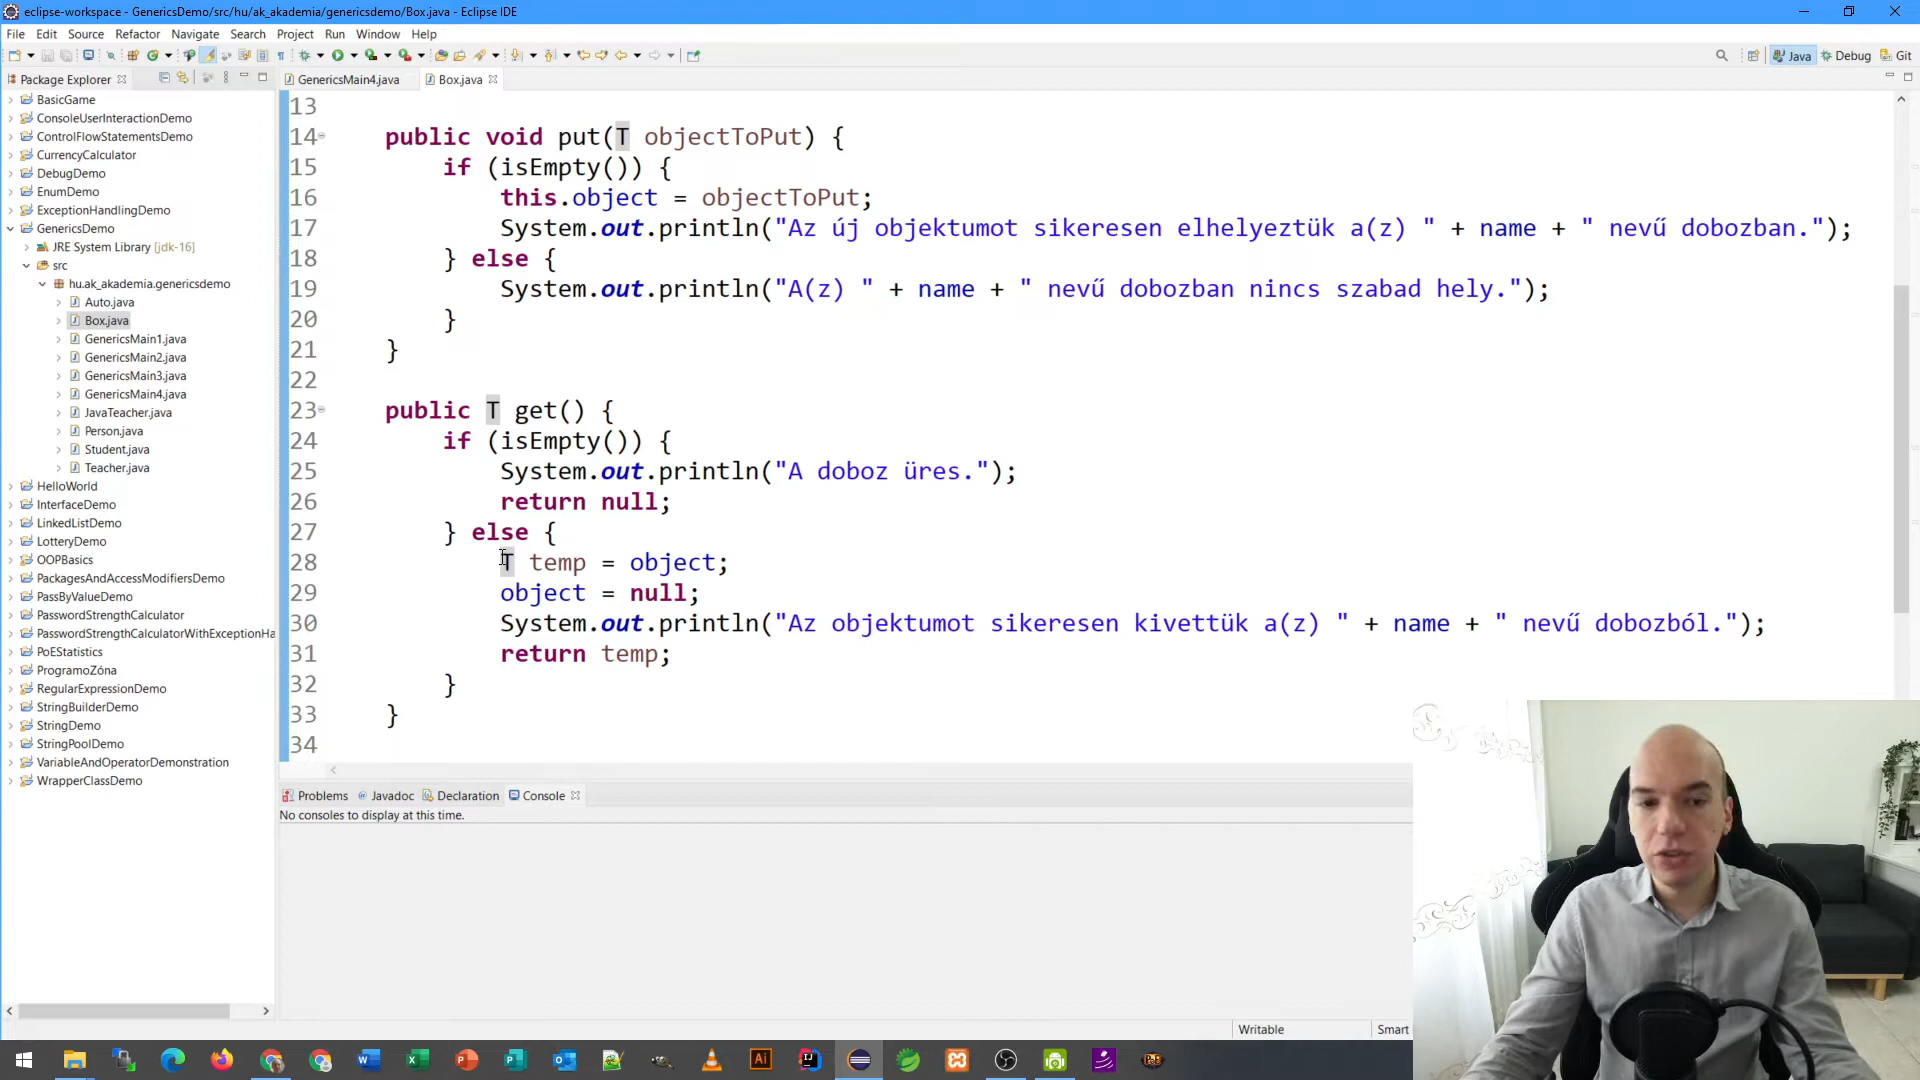 eclipse-workspace - GenericsDemo/src/hu/ak_akademia/genericsdemo/Box.java - Eclipse IDE
File Edit Source Refactor Navigate Search Project Run Window Help
Java Debug Git
Package Explorer
BasicGame
ConsoleUserInteractionDemo
ControlFlowStatementsDemo
CurrencyCalculator
DebugDemo
EnumDemo
ExceptionHandlingDemo
GenericsDemo
JRE System Library [jdk-16]
src
hu.ak_akademia.genericsdemo
Auto.java
Box.java
GenericsMain1.java
GenericsMain2.java
GenericsMain3.java
GenericsMain4.java
JavaTeacher.java
Person.java
Student.java
Teacher.java
HelloWorld
InterfaceDemo
LinkedListDemo
LotteryDemo
OOPBasics
PackagesAndAccessModifiersDemo
PassByValueDemo
PasswordStrengthCalculator
PasswordStrengthCalculatorWithExceptionHa
PoEStatistics
ProgramoZóna
RegularExpressionDemo
StringBuilderDemo
StringDemo
StringPoolDemo
VariableAndOperatorDemonstration
WrapperClassDemo
GenericsMain4.java Box.java
13
14 public void put(T objectToPut) {
15 if (isEmpty()) {
16 this.object = objectToPut;
17 System.out.println("Az új objektumot sikeresen elhelyeztük a(z) " + name + " nevű dobozban.");
18 } else {
19 System.out.println("A(z) " + name + " nevű dobozban nincs szabad hely.");
20 }
21 }
22
23 public T get() {
24 if (isEmpty()) {
25 System.out.println("A doboz üres.");
26 return null;
27 } else {
28 T temp = object;
29 object = null;
30 System.out.println("Az objektumot sikeresen kivettük a(z) " + name + " nevű dobozból.");
31 return temp;
32 }
33 }
34
Problems Javadoc Declaration Console
No consoles to display at this time.
Writable Smart